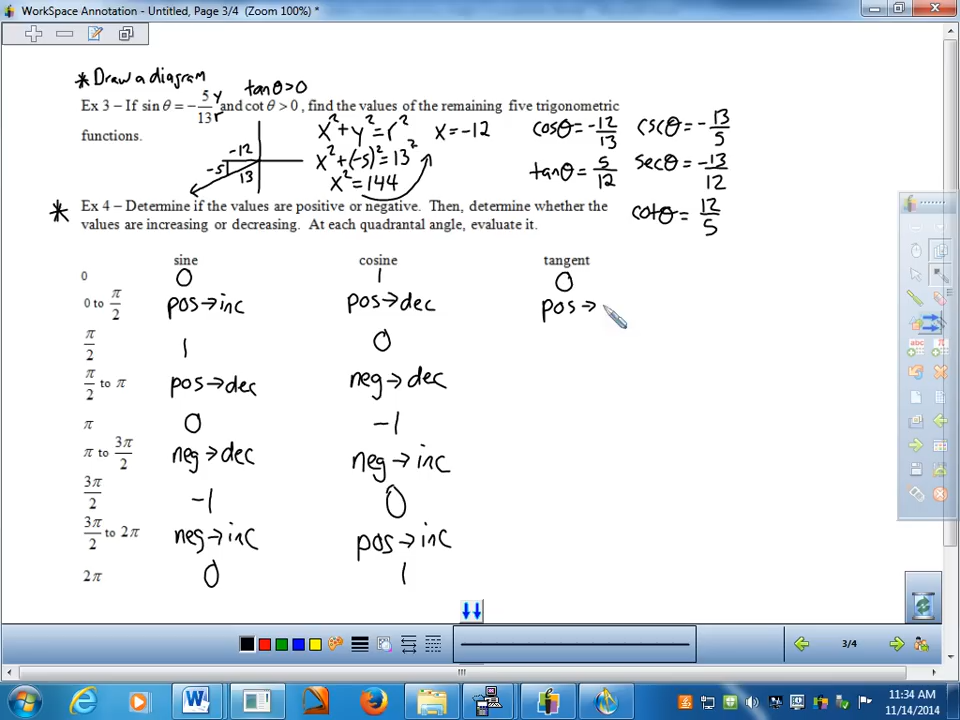 WorkSpace Annotation - Untitled, Page 3/4 (Zoom 100%) *
* Draw a diagram
tanθ>0
Ex 3 – If sin θ = -5/13 y/r and cot θ > 0, find the values of the remaining five trigonometric
functions.
x²+y²=r²
x=-12
x²+(-5)²=13²
x²=144
-12
-5
13
cosθ=-12/13
cscθ=-13/5
tanθ=5/12
secθ=-13/12
cotθ=12/5
* Ex 4 – Determine if the values are positive or negative. Then, determine whether the
values are increasing or decreasing. At each quadrantal angle, evaluate it.
sine cosine tangent
0 0 1 0
0 to π/2 pos→inc pos→dec pos→
π/2 1 0
π/2 to π pos→dec neg→dec
π 0 -1
π to 3π/2 neg→dec neg→inc
3π/2 -1 0
3π/2 to 2π neg→inc pos→inc
2π 0 1
abc
π
3/4
W
11:34 AM
11/14/2014